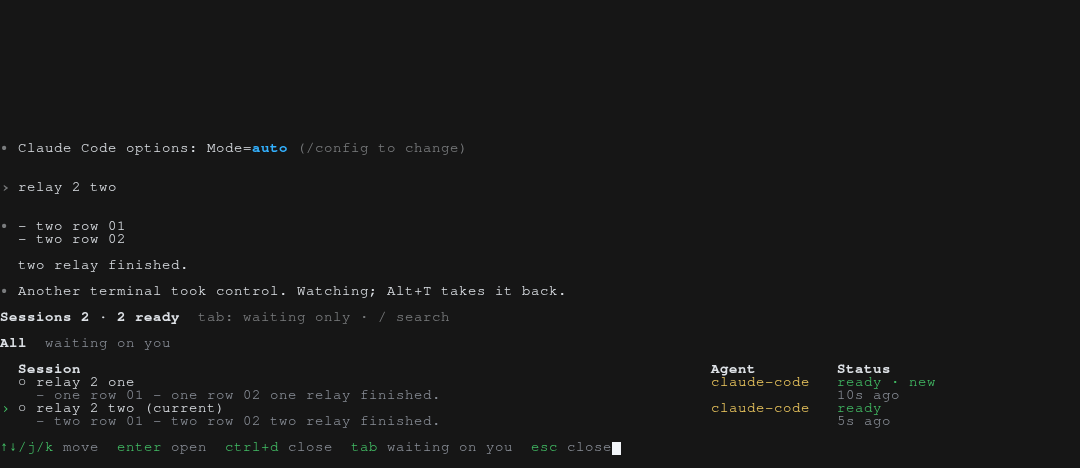 • Claude Code options: Mode=auto (/config to change)
› relay 2 two
• - two row 01
- two row 02
two relay finished.
• Another terminal took control. Watching; Alt+T takes it back.
Sessions 2 · 2 ready  tab: waiting only · / search
All  waiting on you
Session  Agent  Status
○ relay 2 one  claude-code  ready · new
- one row 01 - one row 02 one relay finished.  10s ago
› ○ relay 2 two (current)  claude-code  ready
- two row 01 - two row 02 two relay finished.  5s ago
↑↓/j/k move  enter open  ctrl+d close  tab waiting on you  esc close